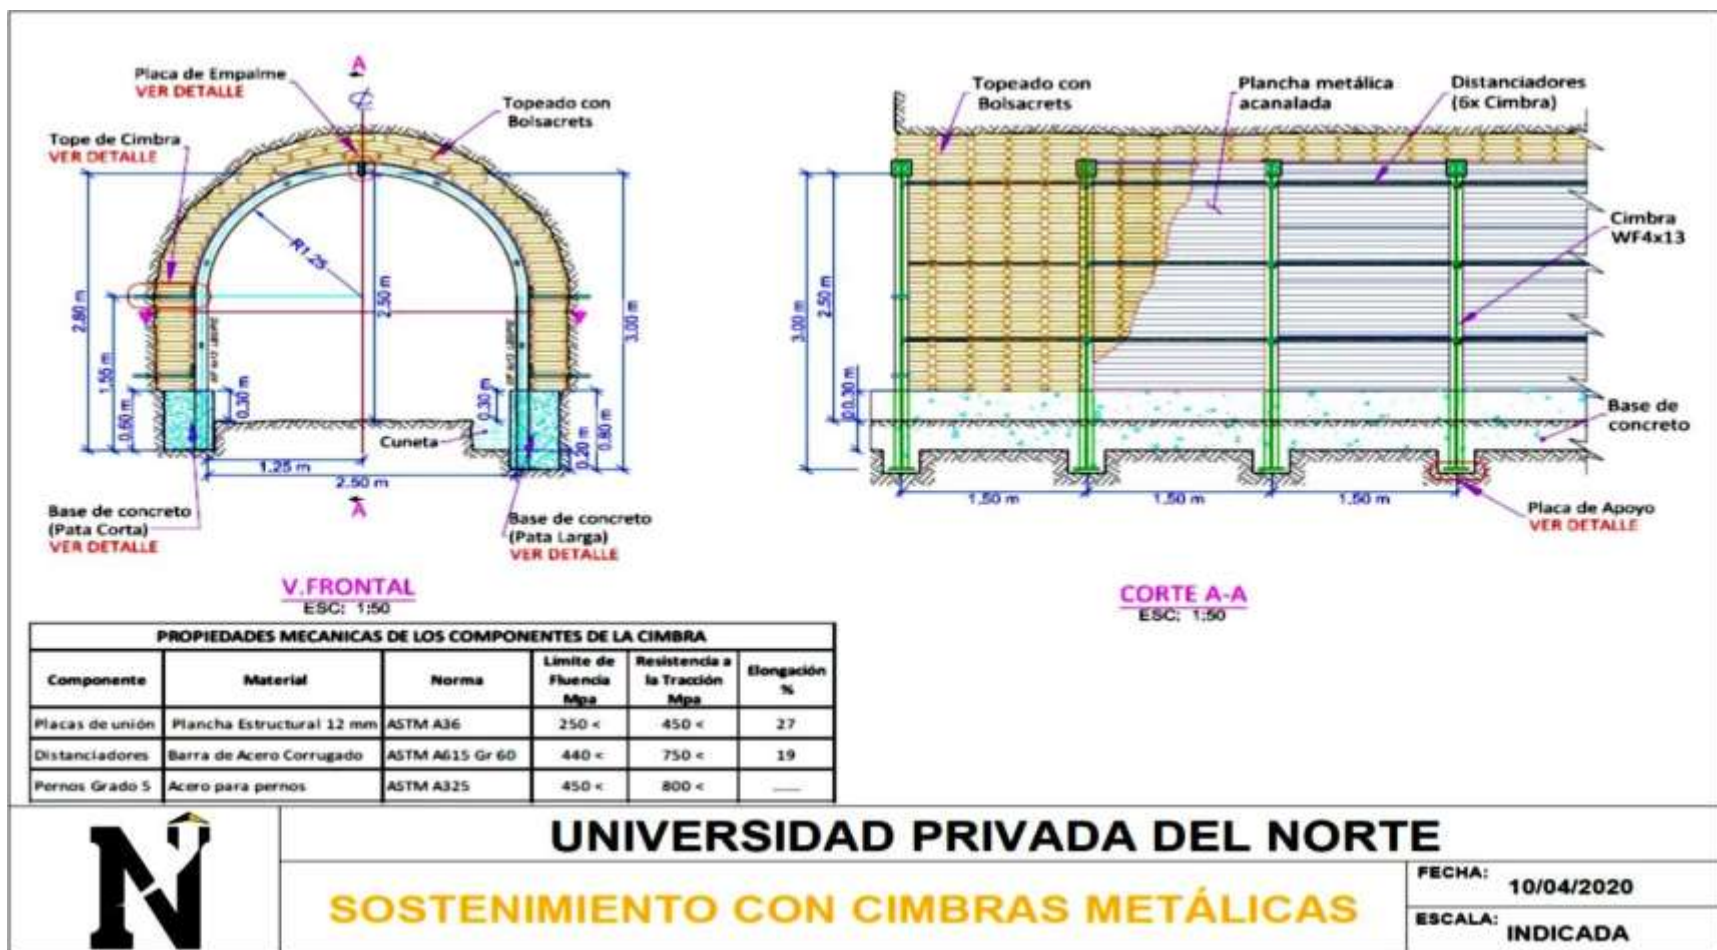 A
Placa de Empalme
VER DETALLE
Topeado con
Bolsacrets
Tope de Cimbra
VER DETALLE
R1.25
2.80 m
1.55 m
0.60 m
0.30 m
2.50 m
3.00 m
0.30 m
0.20 m
0.80 m
Cuneta
1.25 m
2.50 m
A
Base de concreto
(Pata Corta)
VER DETALLE
Base de concreto
(Pata Larga)
VER DETALLE
V.FRONTAL
ESC: 1:50
Topeado con
Bolsacrets
Plancha metálica
acanalada
Distanciadores
(6x Cimbra)
Cimbra
WF4x13
3.00 m
2.50 m
Base de
concreto
1.50 m
1.50 m
1.50 m
Placa de Apoyo
VER DETALLE
CORTE A-A
ESC: 1:50
PROPIEDADES MECANICAS DE LOS COMPONENTES DE LA CIMBRA
Componente Material Norma Límite de Fluencia Mpa Resistencia a la Tracción Mpa Elongación %
Placas de unión Plancha Estructural 12 mm ASTM A36 250 < 450 < 27
Distanciadores Barra de Acero Corrugado ASTM A615 Gr 60 440 < 750 < 19
Pernos Grado 5 Acero para pernos ASTM A325 450 < 800 < ___
N
UNIVERSIDAD PRIVADA DEL NORTE
SOSTENIMIENTO CON CIMBRAS METÁLICAS
FECHA: 10/04/2020
ESCALA: INDICADA